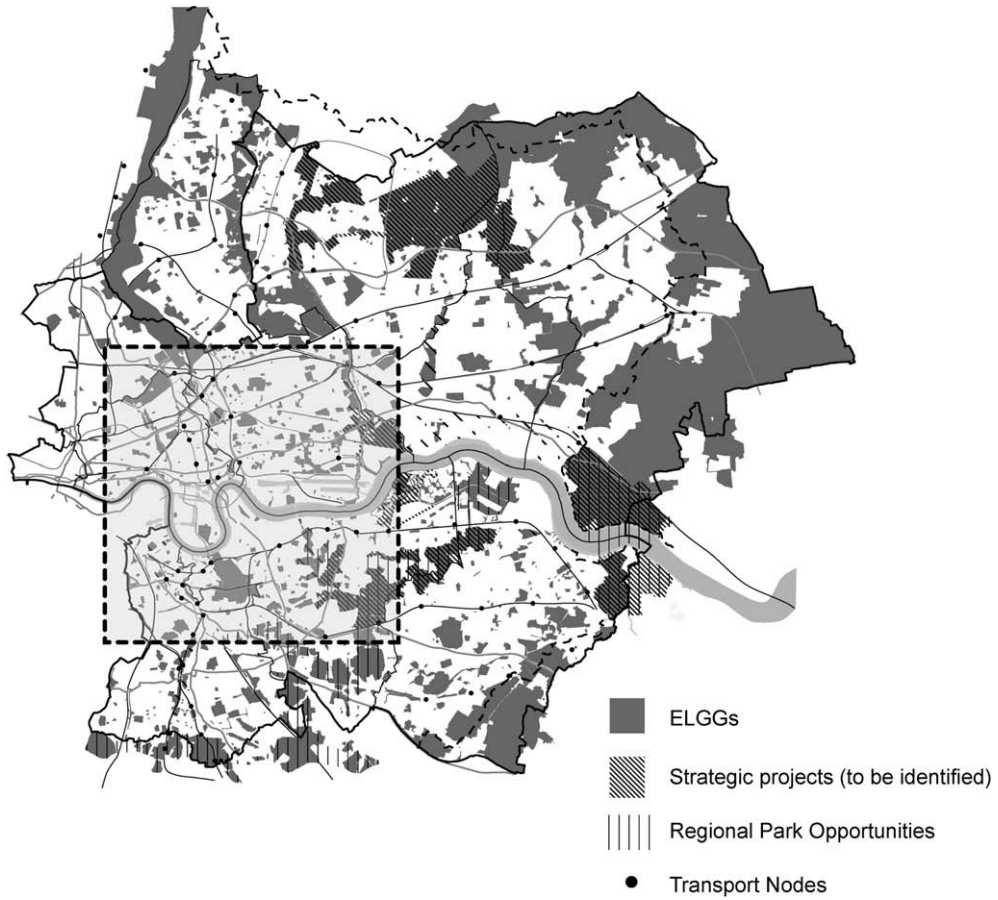 ELGGs
Strategic projects (to be identified)
Regional Park Opportunities
Transport Nodes